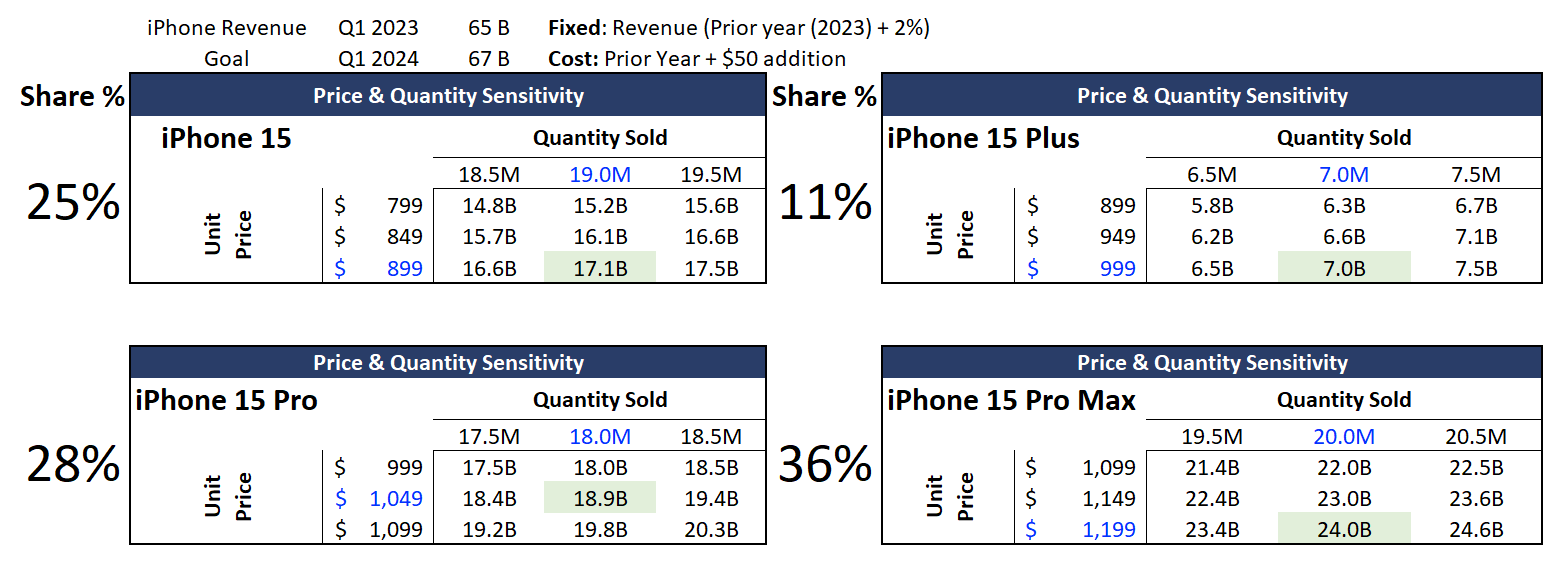 iPhone Revenue Q1 2023 65 B Fixed: Revenue (Prior year (2023) + 2%)
Goal Q1 2024 67 B Cost: Prior Year + $50 addition
Share % Price & Quantity Sensitivity
iPhone 15 Quantity Sold
18.5M 19.0M 19.5M
25%
Unit Price
$ 799 14.8B 15.2B 15.6B
$ 849 15.7B 16.1B 16.6B
$ 899 16.6B 17.1B 17.5B
Share % Price & Quantity Sensitivity
iPhone 15 Plus Quantity Sold
6.5M 7.0M 7.5M
11%
Unit Price
$ 899 5.8B 6.3B 6.7B
$ 949 6.2B 6.6B 7.1B
$ 999 6.5B 7.0B 7.5B
Price & Quantity Sensitivity
iPhone 15 Pro Quantity Sold
17.5M 18.0M 18.5M
28%
Unit Price
$ 999 17.5B 18.0B 18.5B
$ 1,049 18.4B 18.9B 19.4B
$ 1,099 19.2B 19.8B 20.3B
Price & Quantity Sensitivity
iPhone 15 Pro Max Quantity Sold
19.5M 20.0M 20.5M
36%
Unit Price
$ 1,099 21.4B 22.0B 22.5B
$ 1,149 22.4B 23.0B 23.6B
$ 1,199 23.4B 24.0B 24.6B